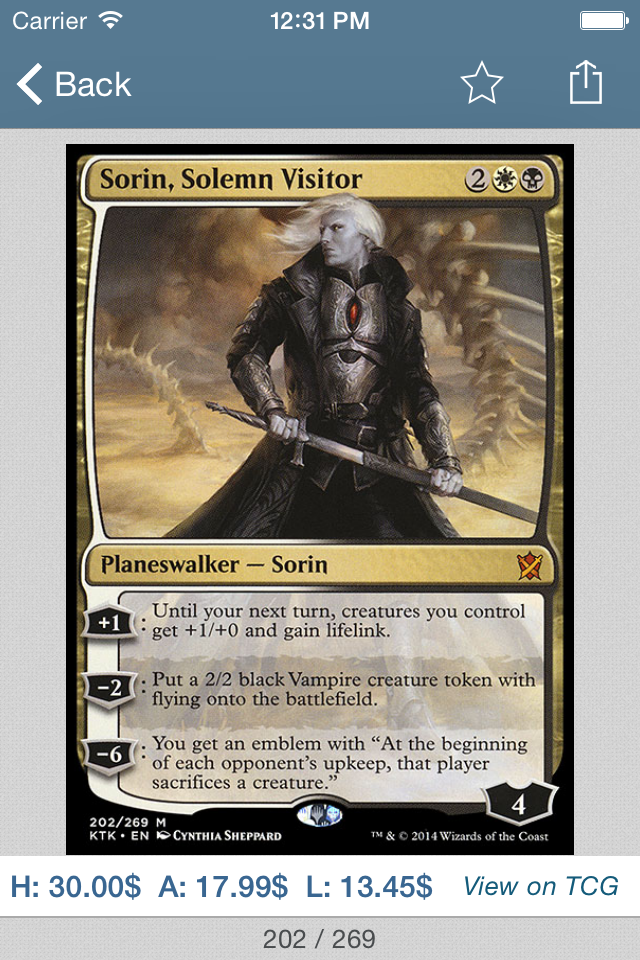 Carrier 12:31 PM
Back
Sorin, Solemn Visitor 2
Planeswalker — Sorin
+1 : Until your next turn, creatures you control
get +1/+0 and gain lifelink.
-2 : Put a 2/2 black Vampire creature token with
flying onto the battlefield.
-6 : You get an emblem with “At the beginning
of each opponent’s upkeep, that player
sacrifices a creature.”
4
202/269 M
KTK • EN Cynthia Sheppard ™ & © 2014 Wizards of the Coast
H: 30.00$ A: 17.99$ L: 13.45$ View on TCG
202 / 269